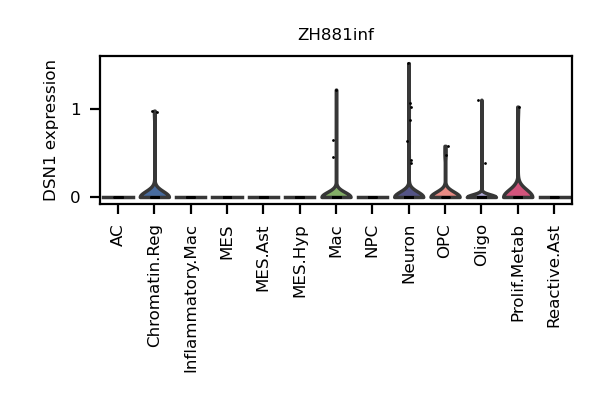 ZH881inf
DSN1 expression
1
0
AC
Chromatin.Reg
Inflammatory.Mac
MES
MES.Ast
MES.Hyp
Mac
NPC
Neuron
OPC
Oligo
Prolif.Metab
Reactive.Ast